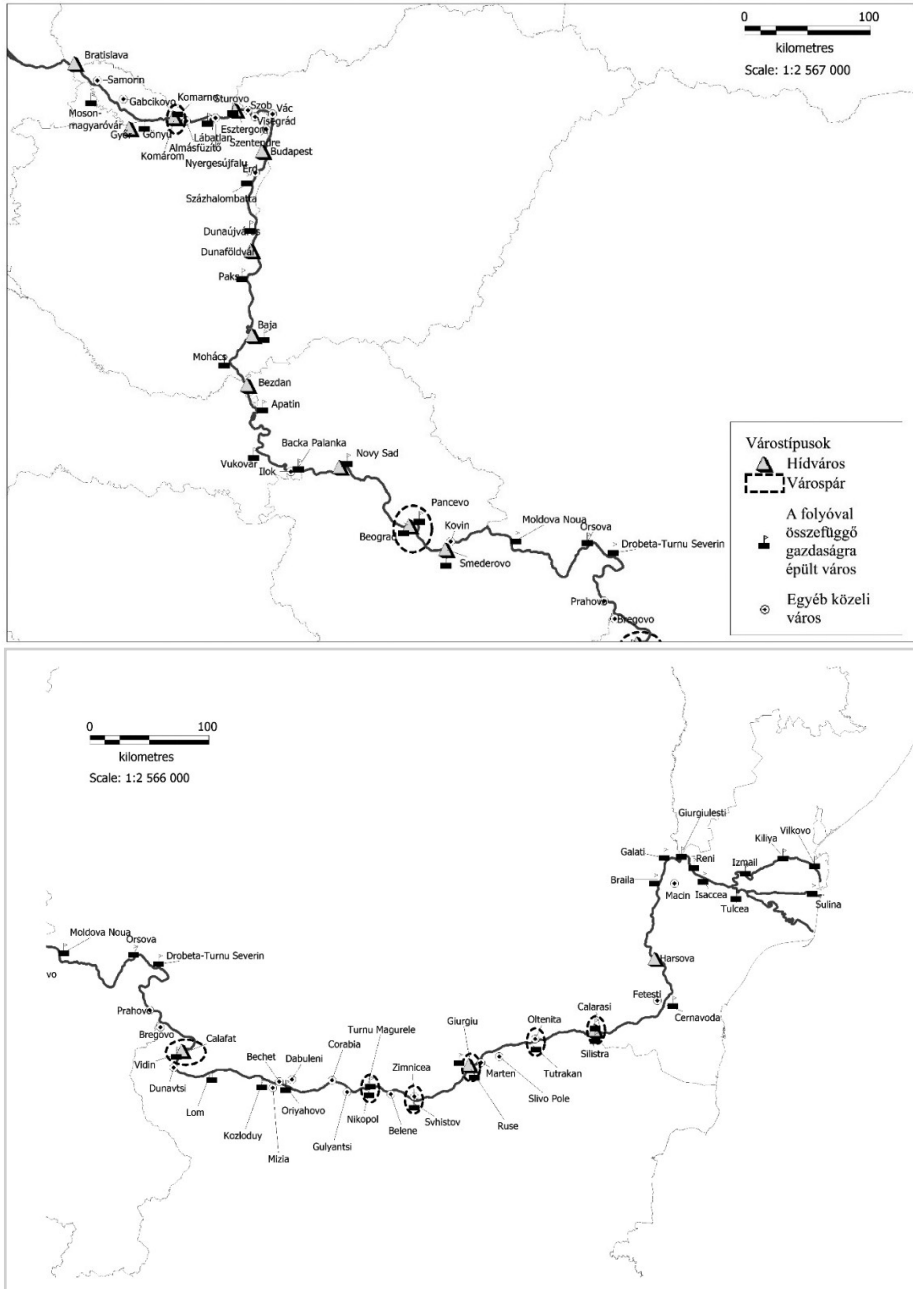 0 100
kilometres
Scale: 1:2 567 000
Bratislava
Samorin
Gabcikovo
Komarno
Sturovo
Szob
Vác
Visegrád
Moson-
magyaróvár
Győr
Gönyű
Lábatlan
Esztergom
Szentendre
Komárom
Almásfüzitő
Nyergesújfalu
Budapest
Érd
Százhalombatta
Dunaújváros
Dunaföldvár
Paks
Baja
Mohács
Bezdan
Apatin
Vukovar
Ilok
Backa Palanka
Novy Sad
Pancevo
Beograd
Kovin
Smederovo
Moldova Noua
Orsova
Drobeta-Turnu Severin
Prahovo
Bregovo
Várostípusok
Hídváros
Várospár
A folyóval
összefüggő
gazdaságra
épült város
Egyéb közeli
város
0 100
kilometres
Scale: 1:2 566 000
Giurgiulesti
Vilkovo
Kiliya
Galati
Reni
Izmail
Braila
Macin
Isaccea
Tulcea
Sulina
Moldova Noua
Orsova
Drobeta-Turnu Severin
vo
Harsova
Prahovo
Bregovo
Fetesti
Cernavoda
Calarasi
Oltenita
Giurgiu
Turnu Magurele
Calafat
Corabia
Zimnicea
Bechet
Dabuleni
Vidin
Dunavtsi
Silistra
Tutrakan
Marten
Slivo Pole
Lom
Kozloduy
Oriyahovo
Nikopol
Svhistov
Ruse
Gulyantsi
Belene
Mizia